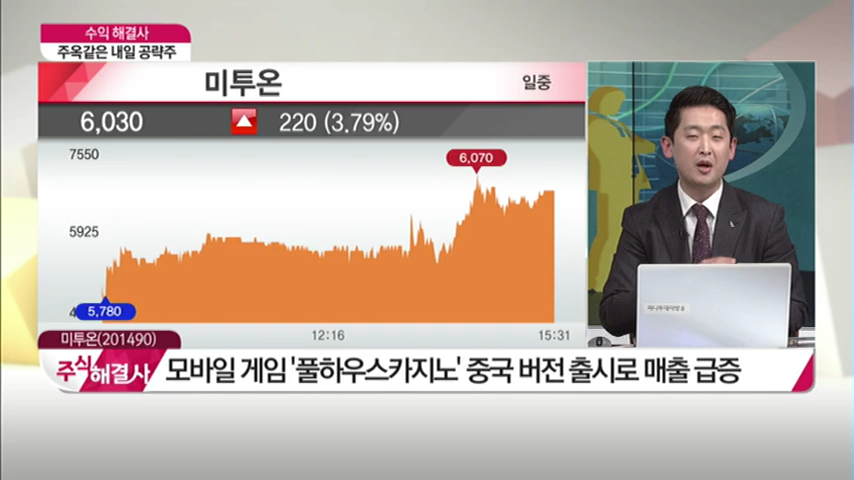 수익 해결사
주옥같은 내일 공략주
미투온
일중
6,030 ▲ 220 (3.79%)
7550
6,070
5925
5,780
12:16
15:31
미투온(201490)
주식해결사
모바일 게임 '풀하우스카지노' 중국 버전 출시로 매출 급증